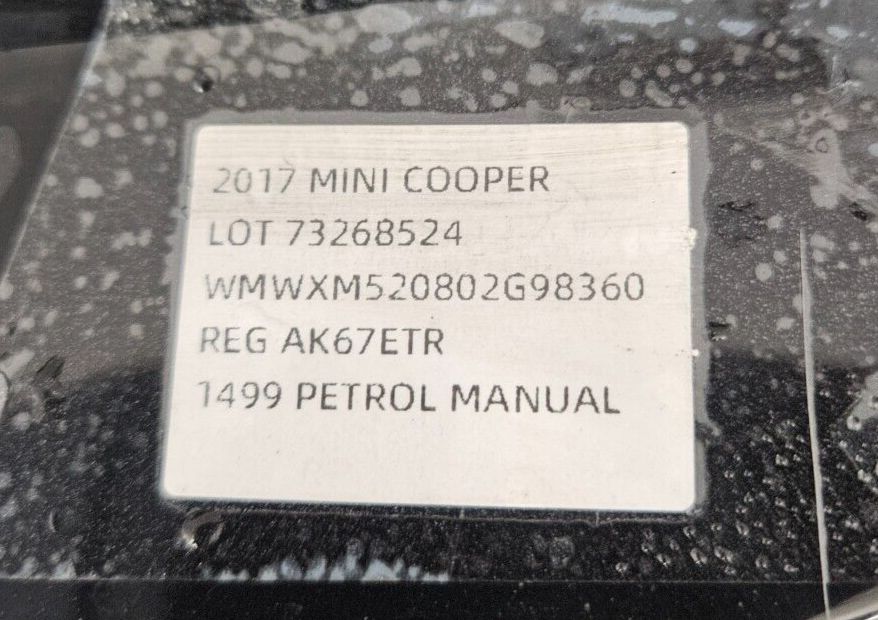 2017 MINI COOPER
LOT 73268524
WMWXM520802G98360
REG AK67ETR
1499 PETROL MANUAL